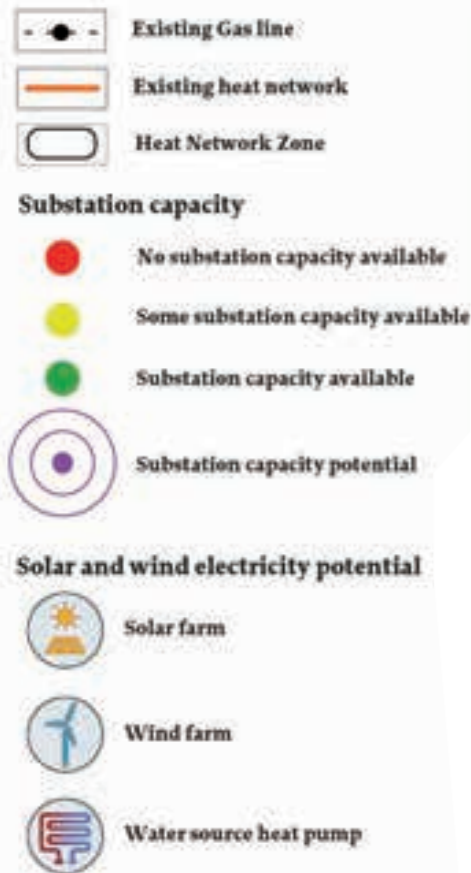 Existing Gas line
Existing heat network
Heat Network Zone
Substation capacity
No substation capacity available
Some substation capacity available
Substation capacity available
Substation capacity potential
Solar and wind electricity potential
Solar farm
Wind farm
Water source heat pump